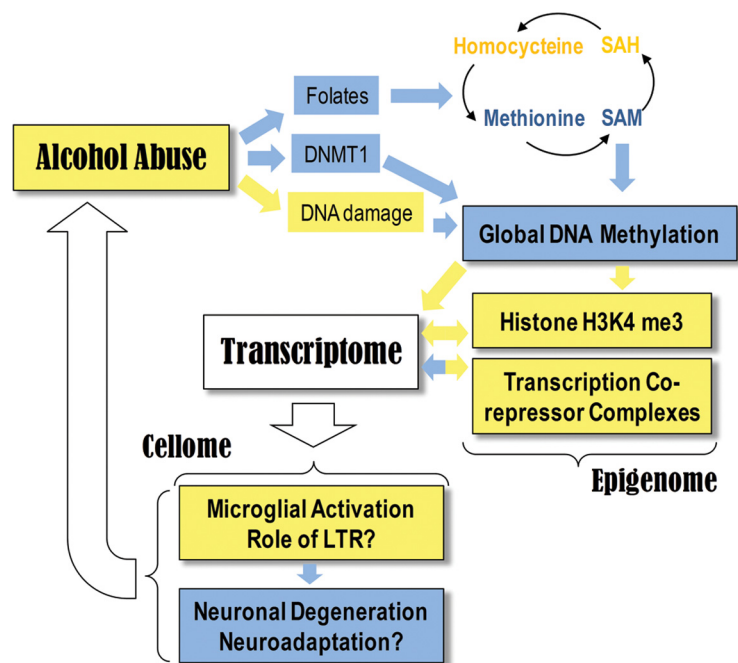 Homocycteine SAH
Folates
Methionine SAM
Alcohol Abuse
DNMT1
DNA damage
Global DNA Methylation
Histone H3K4 me3
Transcriptome
Transcription Co-
repressor Complexes
Cellome
Epigenome
Microglial Activation
Role of LTR?
Neuronal Degeneration
Neuroadaptation?